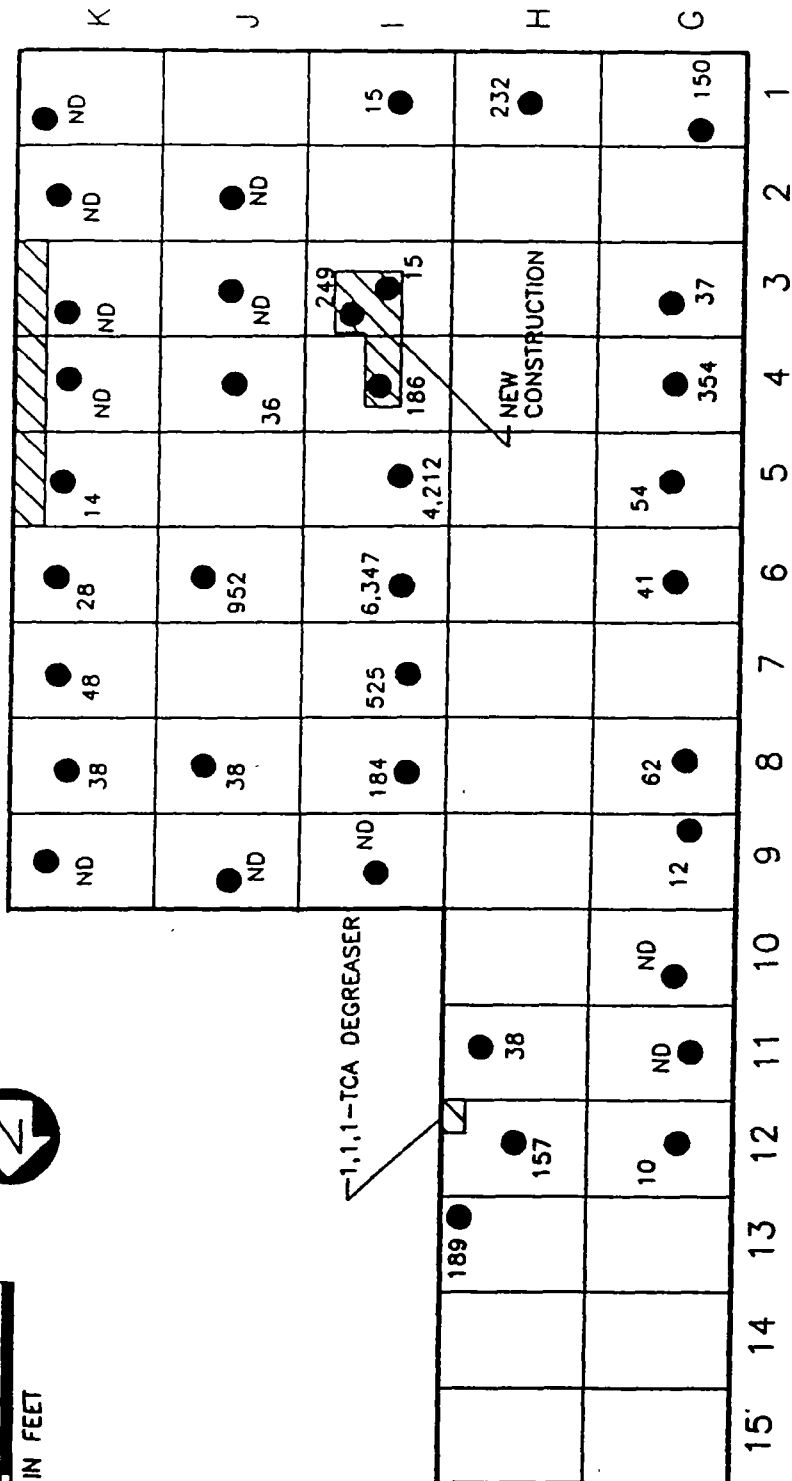 IN FEET
K
J
I
H
G
ND
ND
ND
ND
14
28
48
38
ND
ND
ND
36
952
38
ND
15
249
15
186
4,212
6,347
525
184
ND
232
NEW
CONSTRUCTION
1,1,1-TCA DEGREASER
38
157
189
150
37
354
54
41
62
12
ND
ND
10
1
2
3
4
5
6
7
8
9
10
11
12
13
14
15